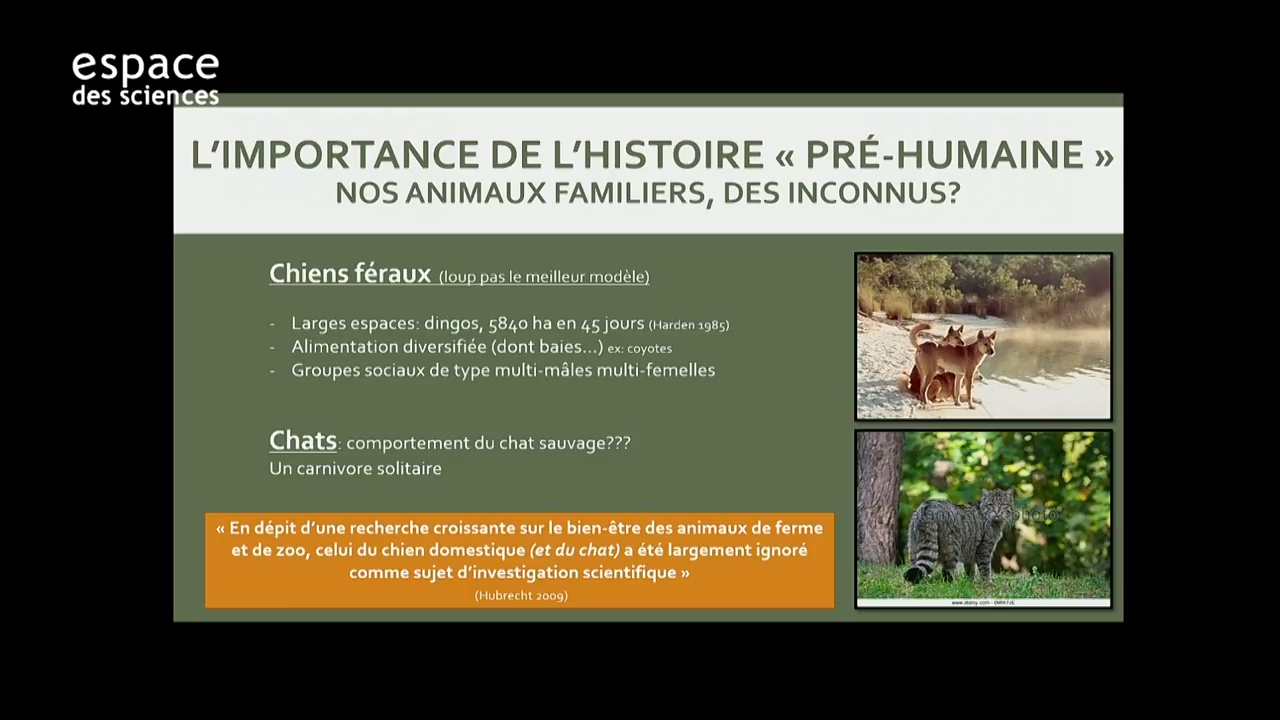 espace
des sciences
L'IMPORTANCE DE L'HISTOIRE « PRÉ-HUMAINE »
NOS ANIMAUX FAMILIERS, DES INCONNUS?
Chiens féraux (loup pas le meilleur modèle)
- Larges espaces: dingos, 5840 ha en 45 jours (Harden 1985)
- Alimentation diversifiée (dont baies...) ex: coyotes
- Groupes sociaux de type multi-mâles multi-femelles
Chats: comportement du chat sauvage???
Un carnivore solitaire
« En dépit d'une recherche croissante sur le bien-être des animaux de ferme
et de zoo, celui du chien domestique (et du chat) a été largement ignoré
comme sujet d'investigation scientifique »
(Hubrecht 2009)